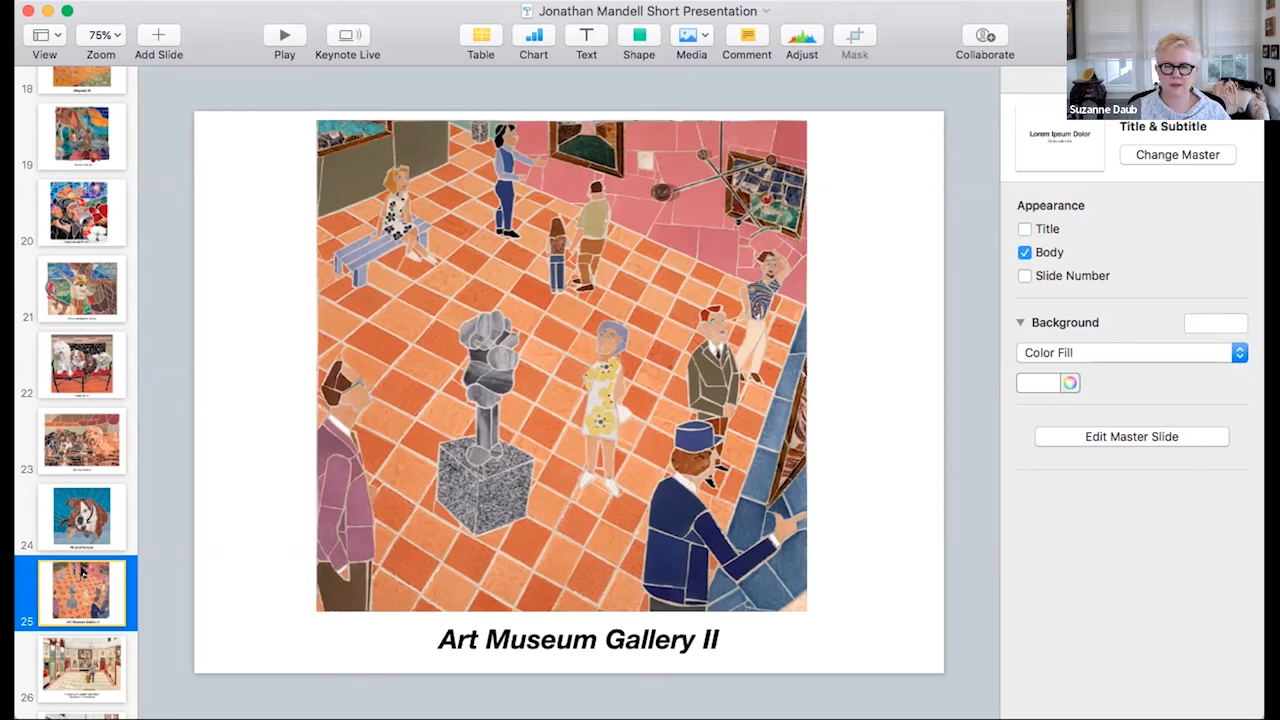 Jonathan Mandell Short Presentation
75%
View
Zoom
Add Slide
Play
Keynote Live
Table
Chart
Text
Shape
Media
Comment
Adjust
Mask
Collaborate
Suzanne Daub
18
19
20
21
22
23
24
25
26
Art Museum Gallery II
Lorem Ipsum Dolor
Title & Subtitle
Change Master
Appearance
Title
Body
Slide Number
Background
Color Fill
Edit Master Slide